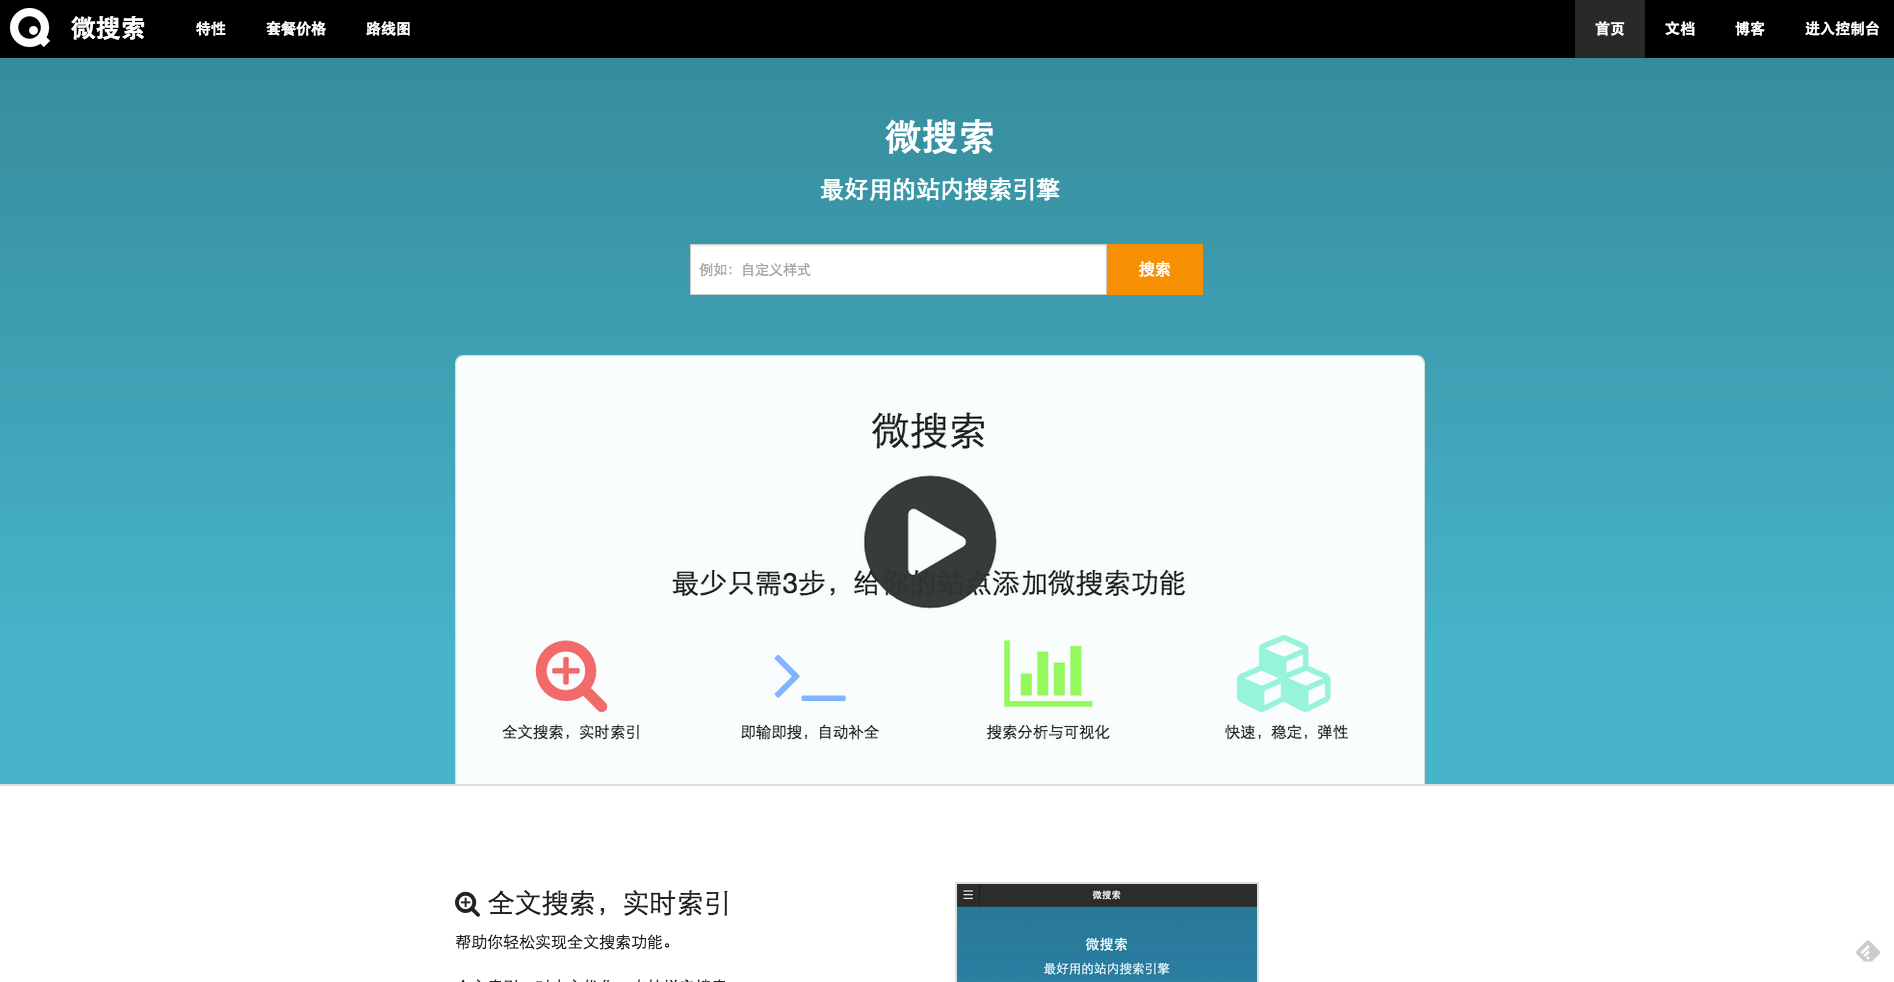 微搜索
特性
套餐价格
路线图
首页
文档
博客
进入控制台
微搜索
最好用的站内搜索引擎
例如：自定义样式
搜索
微搜索
最少只需3步，给你的站点添加微搜索功能
全文搜索，实时索引
即输即搜，自动补全
搜索分析与可视化
快速，稳定，弹性
全文搜索，实时索引
帮助你轻松实现全文搜索功能。
微搜索
微搜索
最好用的站内搜索引擎